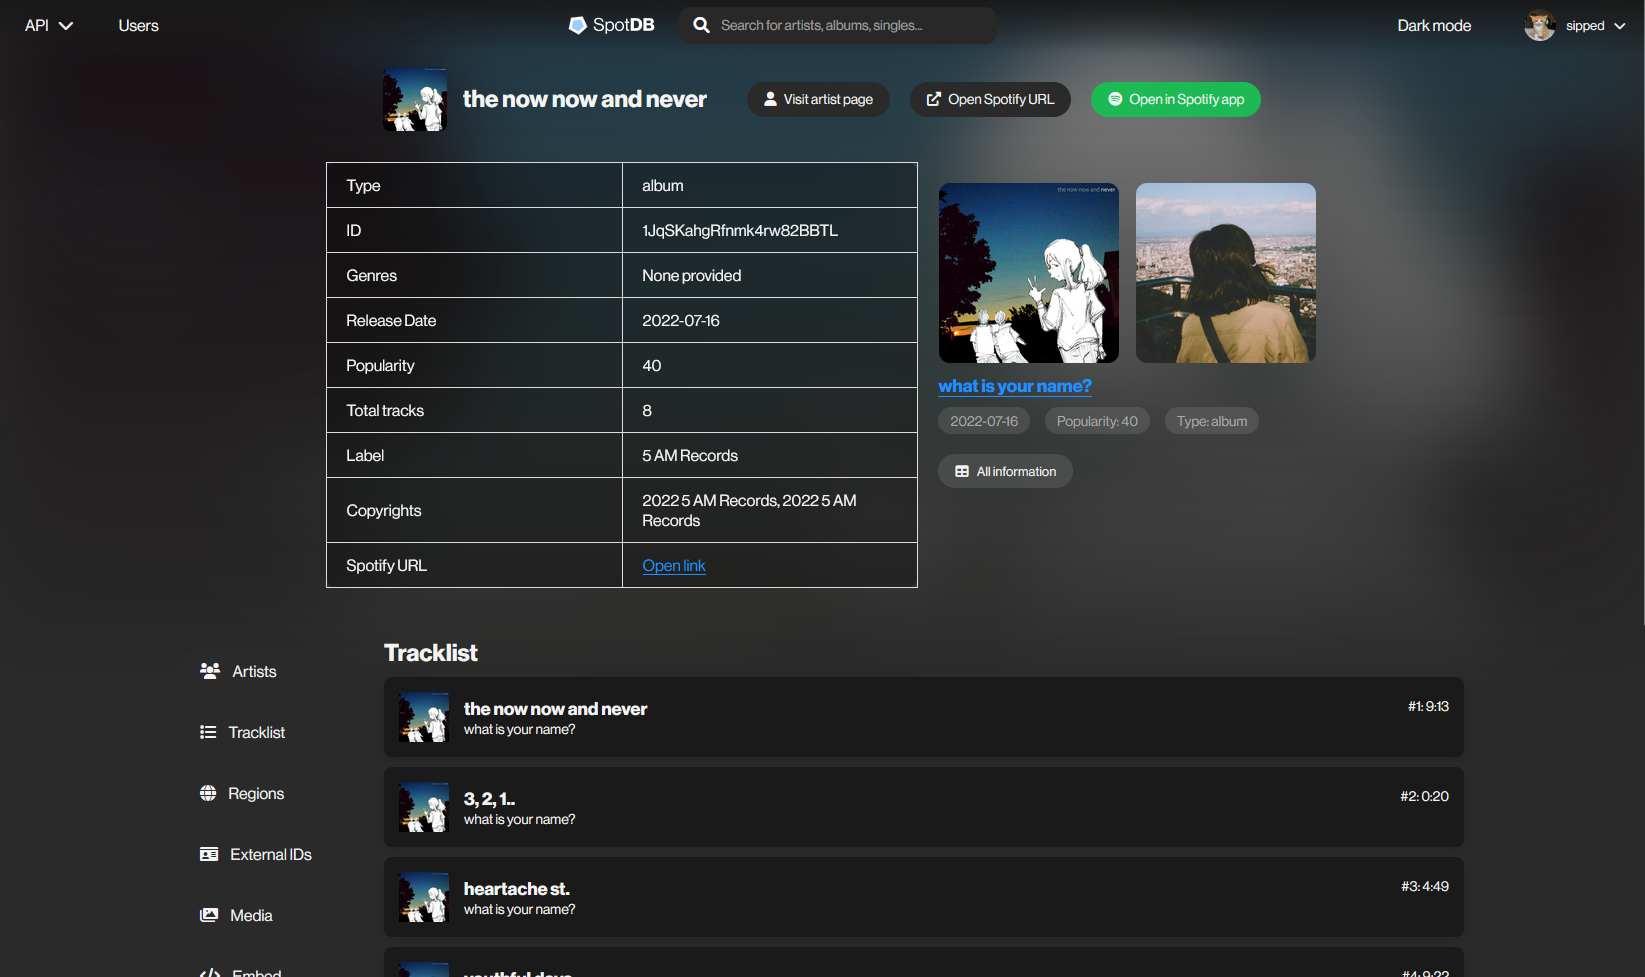 API
Users
SpotDB
Search for artists, albums, singles...
Dark mode
sipped
the now now and never
Visit artist page
Open Spotify URL
Open in Spotify app
Type
album
ID
1JqSKahgRfnmk4rw82BBTL
Genres
None provided
Release Date
2022-07-16
Popularity
40
Total tracks
8
Label
5 AM Records
Copyrights
2022 5 AM Records, 2022 5 AM
Records
Spotify URL
Open link
the now now and never
what is your name?
2022-07-16
Popularity: 40
Type: album
All information
Artists
Tracklist
Regions
External IDs
Media
Embed
Tracklist
the now now and never
what is your name?
#1: 9:13
3, 2, 1..
what is your name?
#2: 0:20
heartache st.
what is your name?
#3: 4:49
youthful days
#4: 9:22